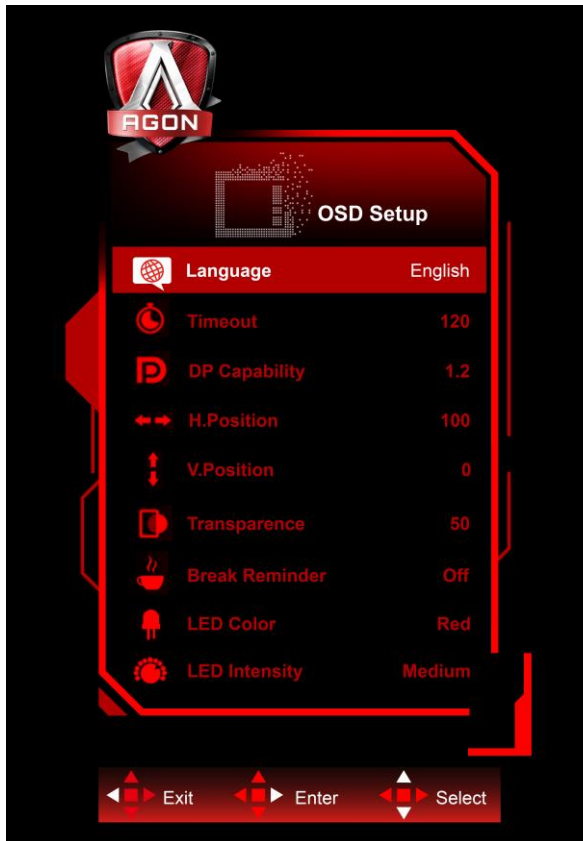 AGON
OSD Setup
Language English
Timeout 120
DP Capability 1.2
H.Position 100
V.Position 0
Transparence 50
Break Reminder Off
LED Color Red
LED Intensity Medium
Exit Enter Select